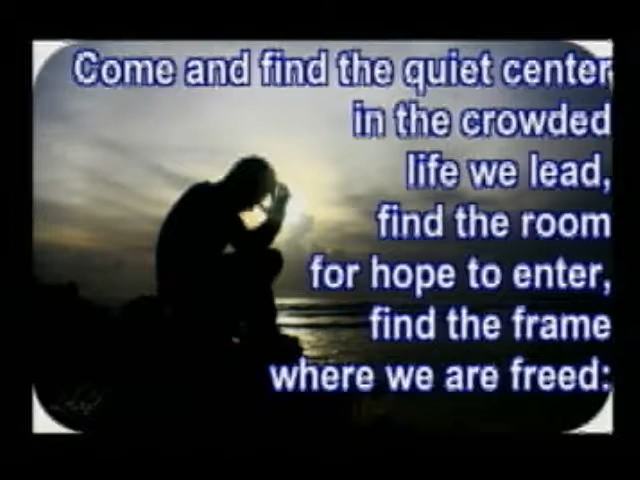 Come and find the quiet center
in the crowded
life we lead,
find the room
for hope to enter,
find the frame
where we are freed: